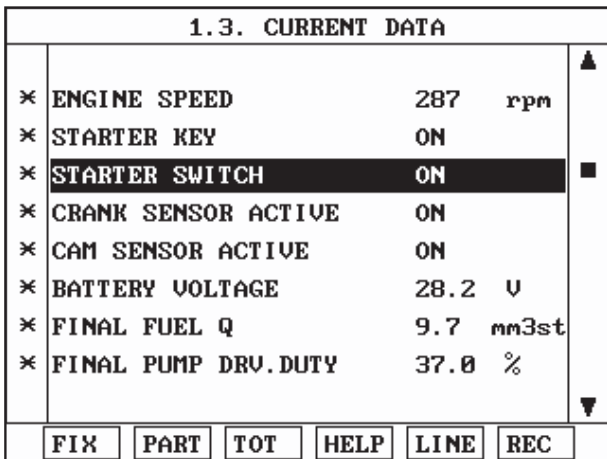 1.3. CURRENT DATA
* ENGINE SPEED 287 rpm
* STARTER KEY ON
* STARTER SWITCH ON
* CRANK SENSOR ACTIVE ON
* CAM SENSOR ACTIVE ON
* BATTERY VOLTAGE 28.2 V
* FINAL FUEL Q 9.7 mm3st
* FINAL PUMP DRV.DUTY 37.0 %
FIX PART TOT HELP LINE REC